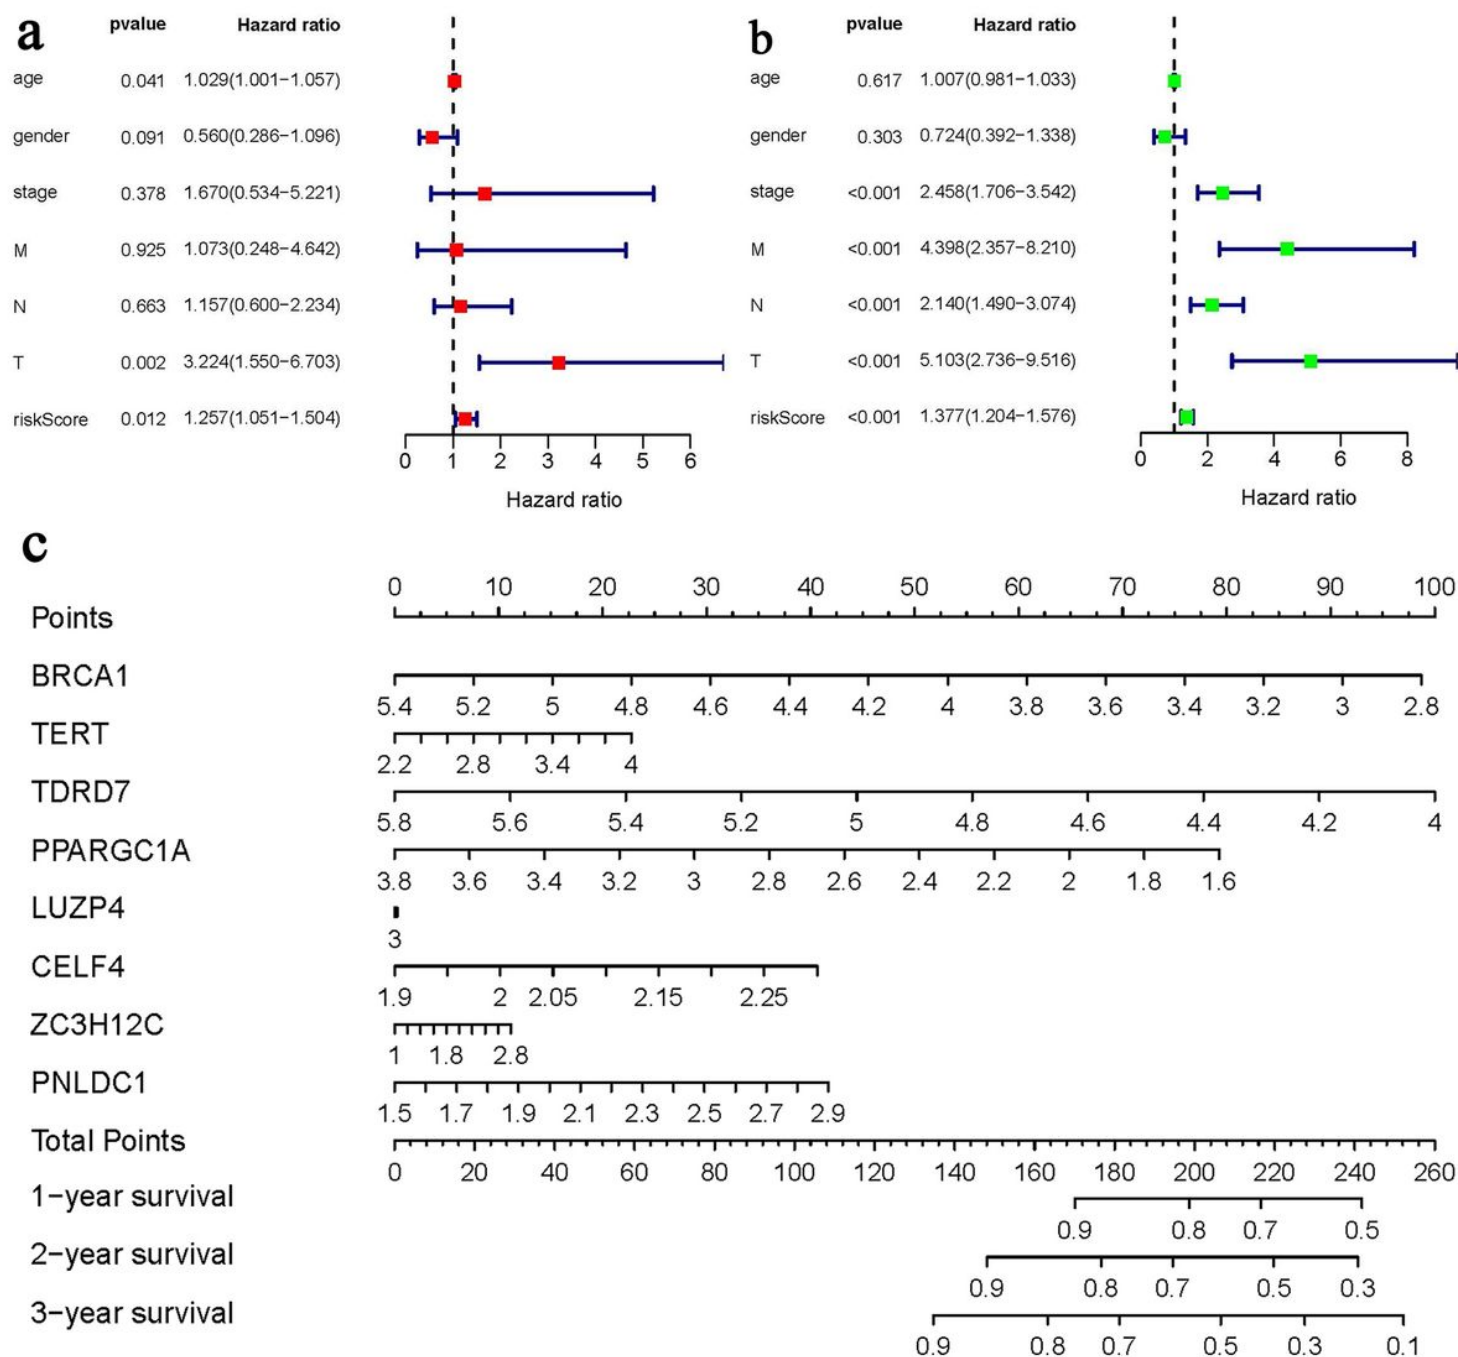 a
pvalue Hazard ratio
age 0.041 1.029(1.001−1.057)
gender 0.091 0.560(0.286−1.096)
stage 0.378 1.670(0.534−5.221)
M 0.925 1.073(0.248−4.642)
N 0.663 1.157(0.600−2.234)
T 0.002 3.224(1.550−6.703)
riskScore 0.012 1.257(1.051−1.504)
0 1 2 3 4 5 6
Hazard ratio
b
pvalue Hazard ratio
age 0.617 1.007(0.981−1.033)
gender 0.303 0.724(0.392−1.338)
stage <0.001 2.458(1.706−3.542)
M <0.001 4.398(2.357−8.210)
N <0.001 2.140(1.490−3.074)
T <0.001 5.103(2.736−9.516)
riskScore <0.001 1.377(1.204−1.576)
0 2 4 6 8
Hazard ratio
c
0 10 20 30 40 50 60 70 80 90 100
Points
BRCA1
5.4 5.2 5 4.8 4.6 4.4 4.2 4 3.8 3.6 3.4 3.2 3 2.8
TERT
2.2 2.8 3.4 4
TDRD7
5.8 5.6 5.4 5.2 5 4.8 4.6 4.4 4.2 4
PPARGC1A
3.8 3.6 3.4 3.2 3 2.8 2.6 2.4 2.2 2 1.8 1.6
LUZP4
3
CELF4
1.9 2 2.05 2.15 2.25
ZC3H12C
1 1.8 2.8
PNLDC1
1.5 1.7 1.9 2.1 2.3 2.5 2.7 2.9
Total Points
0 20 40 60 80 100 120 140 160 180 200 220 240 260
1−year survival
0.9 0.8 0.7 0.5
2−year survival
0.9 0.8 0.7 0.5 0.3
3−year survival
0.9 0.8 0.7 0.5 0.3 0.1